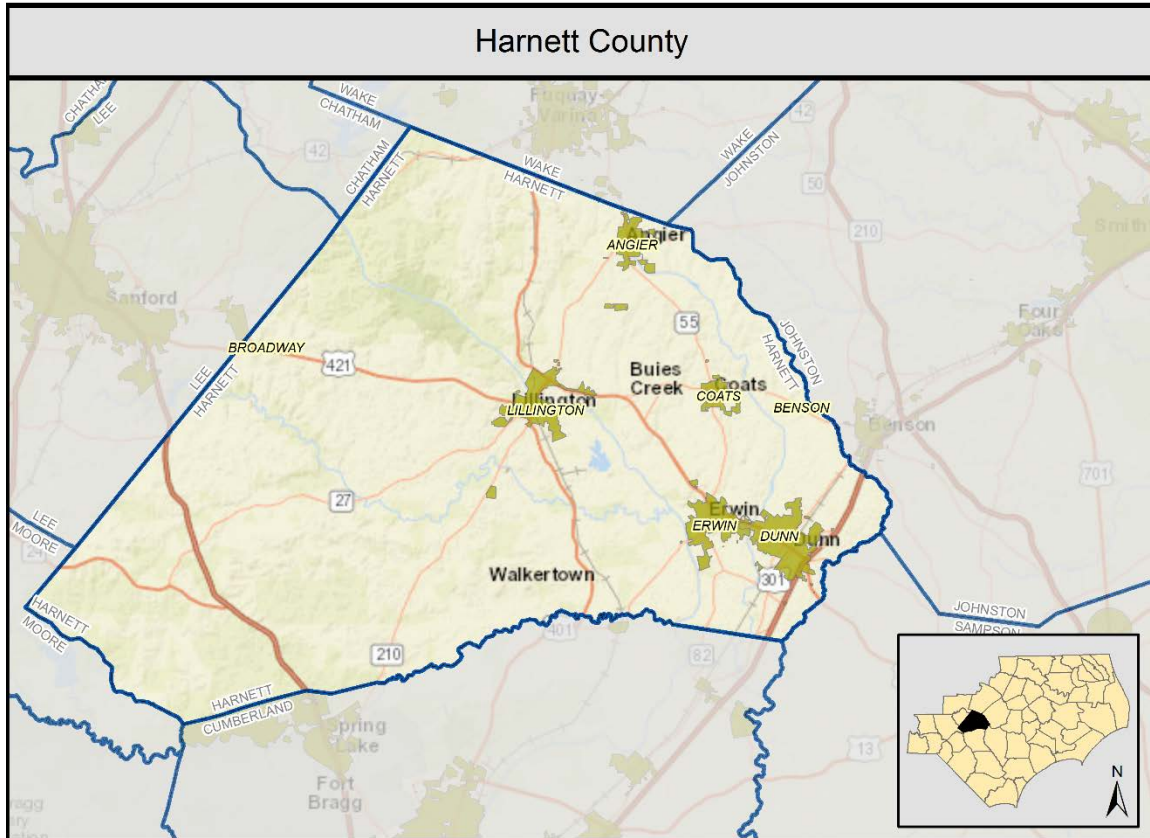 Harnett County
CHATHAM
LEE
WAKE
CHATHAM
Fuquay-
Varina
42
42
WAKE
JOHNSTON
50
CHATHAM
HARNETT
WAKE
HARNETT
210
Smith
Angier
ANGIER
Sanford
Four
Oaks
55
JOHNSTON
HARNETT
BROADWAY
421
LEE
HARNETT
Buies
Creek
Coats
COATS
Lillington
LILLINGTON
BENSON
Benson
701
27
Erwin
ERWIN
DUNN
Dunn
LEE
MOORE
24
Walkertown
301
HARNETT
MOORE
JOHNSTON
SAMPSON
401
82
210
HARNETT
CUMBERLAND
Spring
Lake
13
Fort
Bragg
N